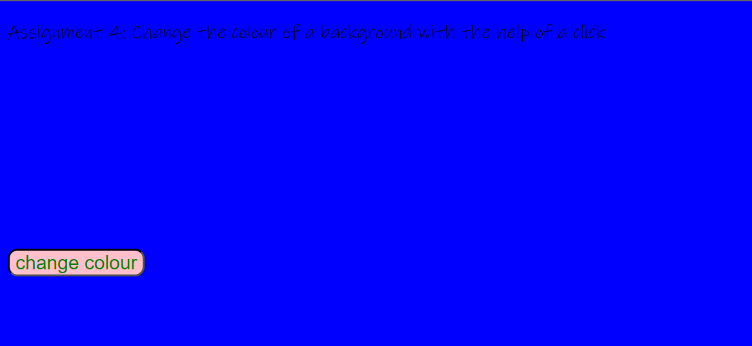 Assignment 4: Change the colour of a background with the help of a click
change colour